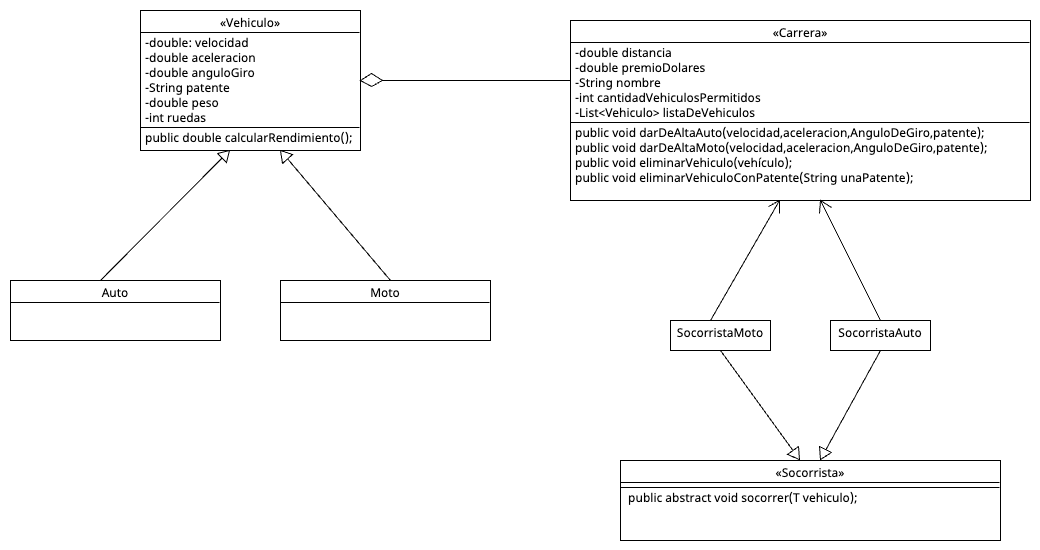 «Vehiculo»
-double: velocidad
-double aceleracion
-double anguloGiro
-String patente
-double peso
-int ruedas
public double calcularRendimiento();
«Carrera»
-double distancia
-double premioDolares
-String nombre
-int cantidadVehiculosPermitidos
-List<Vehiculo> listaDeVehiculos
public void darDeAltaAuto(velocidad,aceleracion,AnguloDeGiro,patente);
public void darDeAltaMoto(velocidad,aceleracion,AnguloDeGiro,patente);
public void eliminarVehiculo(vehículo);
public void eliminarVehiculoConPatente(String unaPatente);
Auto
Moto
SocorristaMoto
SocorristaAuto
«Socorrista»
public abstract void socorrer(T vehiculo);